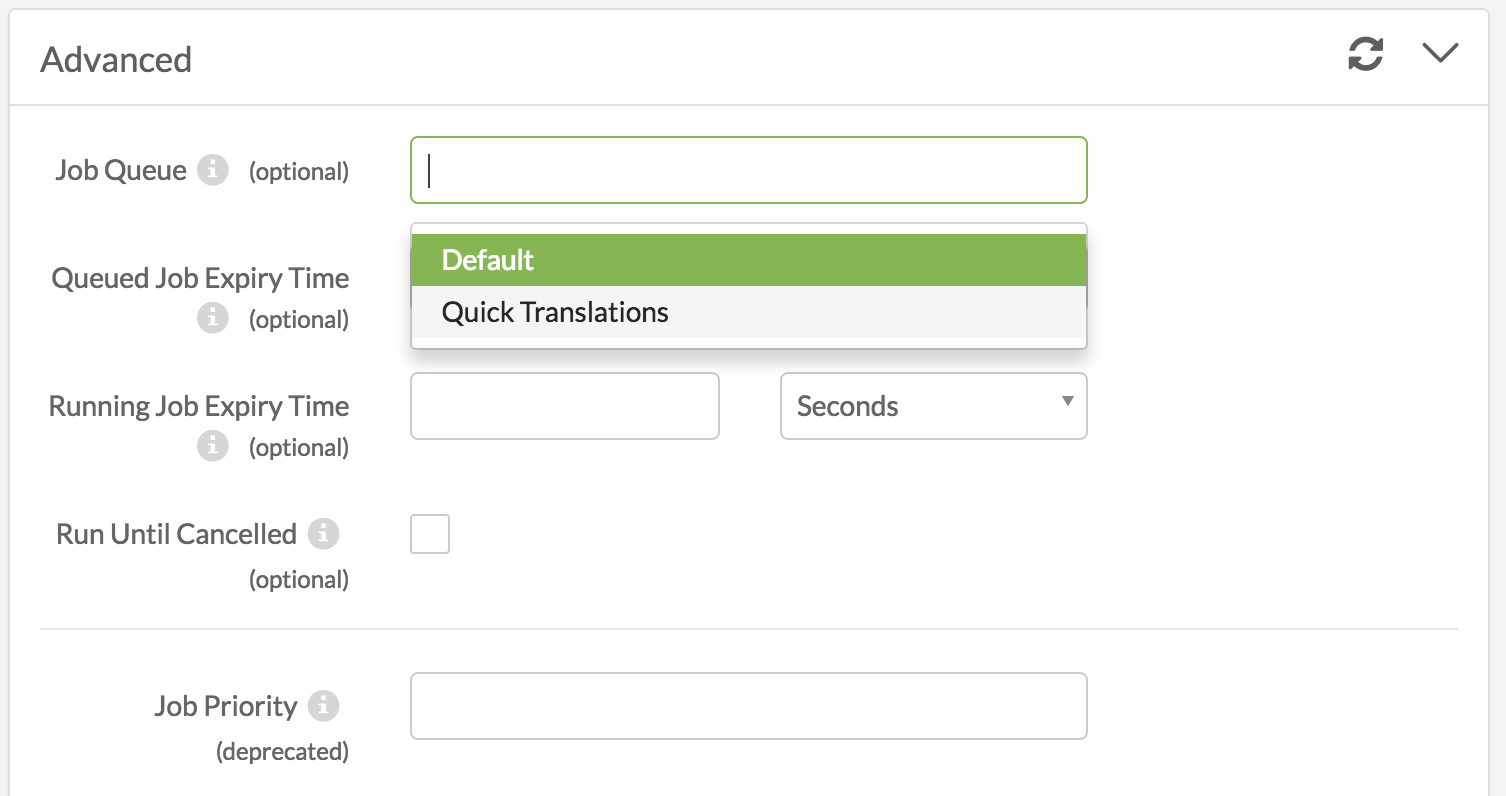 Advanced
Job Queue (optional)
Default
Queued Job Expiry Time
(optional)
Quick Translations
Running Job Expiry Time
(optional)
Seconds
Run Until Cancelled
(optional)
Job Priority
(deprecated)